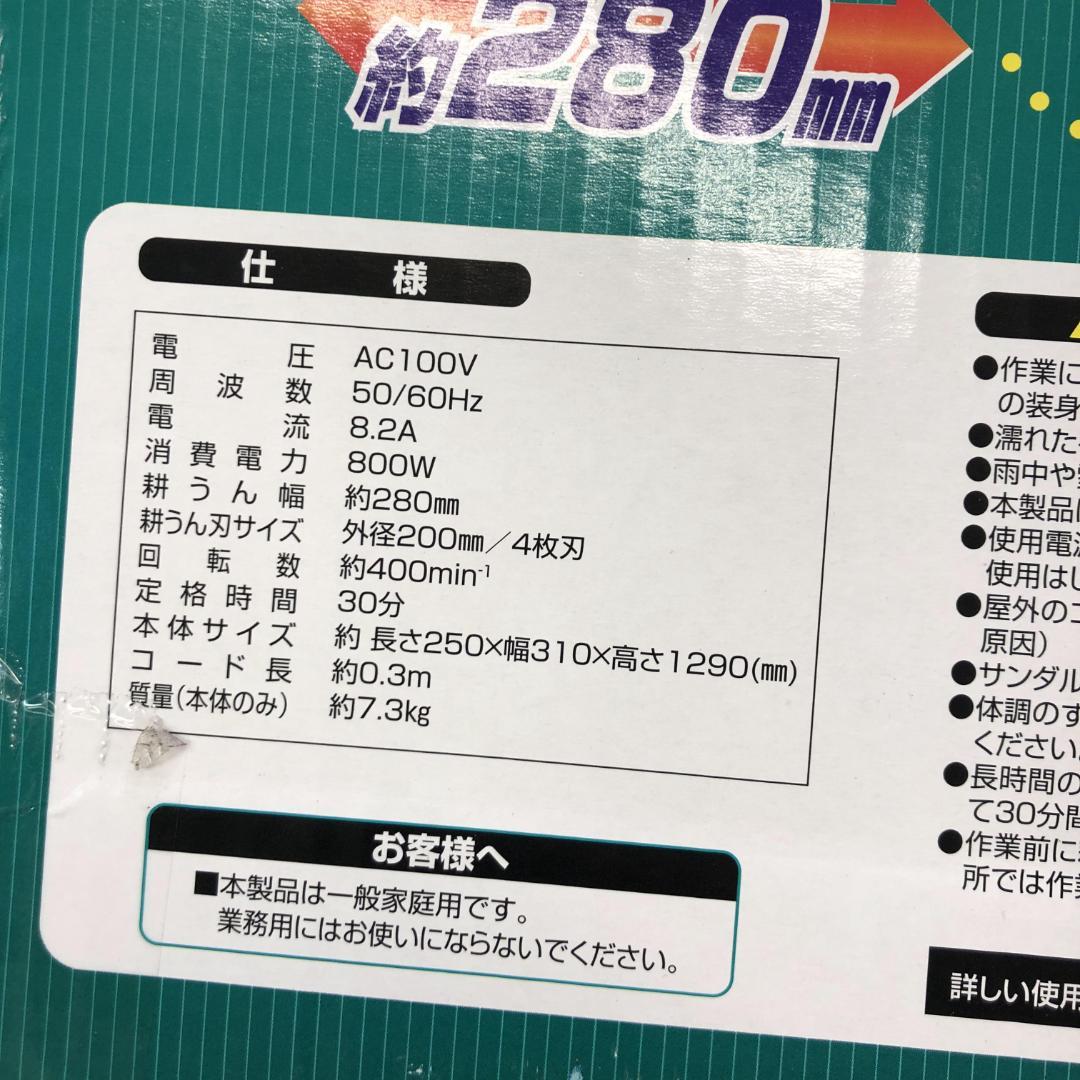 約280mm
仕様
電圧 AC100V
周波数 50/60Hz
電流 8.2A
消費電力 800W
耕うん幅 約280㎜
耕うん刃サイズ 外径200㎜／4枚刃
回転数 約400min-1
定格時間 30分
本体サイズ 約 長さ250×幅310×高さ1290(㎜)
コード長 約0.3m
質量(本体のみ) 約7.3㎏
お客様へ
■本製品は一般家庭用です。
業務用にはお使いにならないでください。
●作業に
の装身
●濡れた
●雨中や
●本製品
●使用電源
使用はし
●屋外のコ
原因)
●サンダル
●体調のす
ください。
●長時間の
て30分間
●作業前に
所では作業
詳しい使用